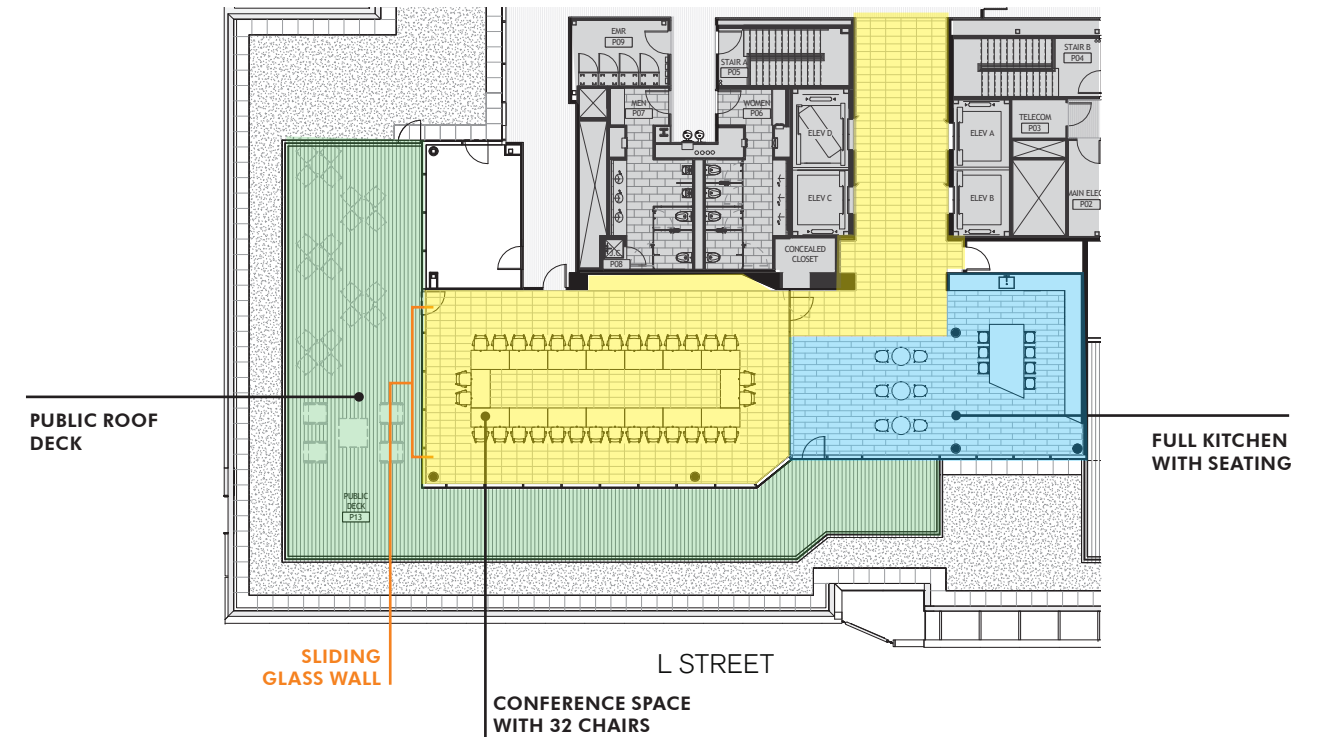 EMR
P09
STAIR A
P05
STAIR B
P04
MEN
P07
WOMEN
P06
ELEV D
ELEV A
TELECOM
P03
ELEV C
ELEV B
MAIN ELEC
P02
P08
CONCEALED
CLOSET
PUBLIC ROOF
DECK
FULL KITCHEN
WITH SEATING
PUBLIC
DECK
P13
SLIDING
GLASS WALL
L STREET
CONFERENCE SPACE
WITH 32 CHAIRS